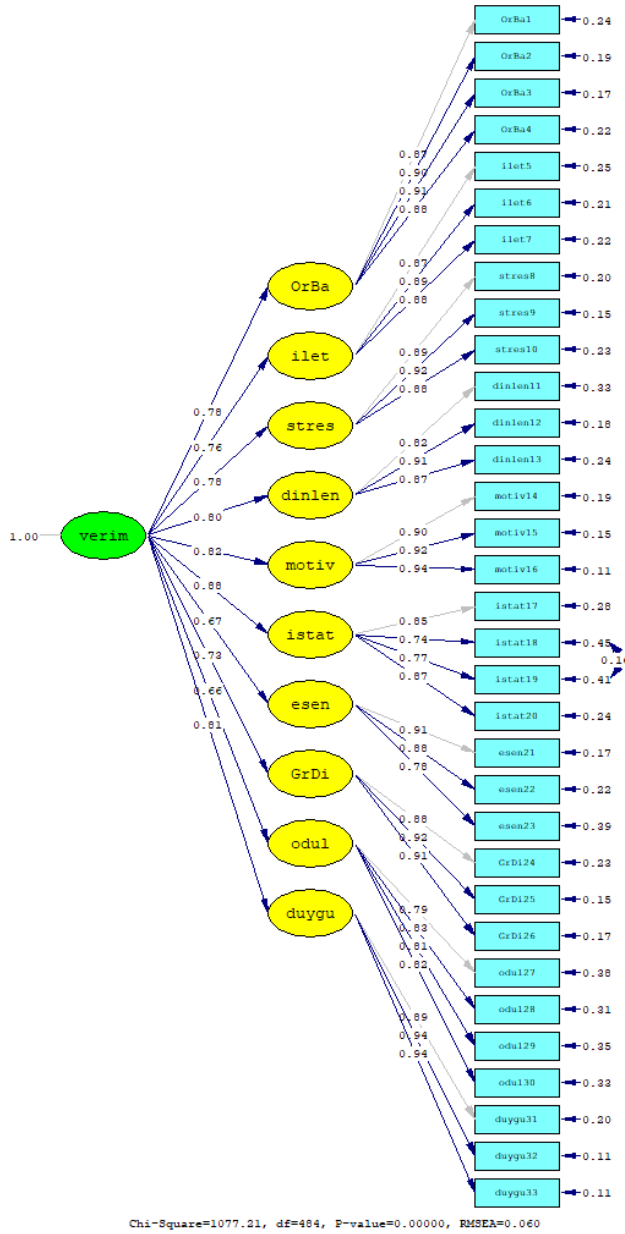 OrBa1 0.24
OrBa2 0.19
OrBa3 0.17
OrBa4 0.22
0.87
0.90
0.91
0.88
ilet5 0.25
ilet6 0.21
ilet7 0.22
0.87
0.89
0.88
stres8 0.20
stres9 0.15
stres10 0.23
0.89
0.92
0.88
dinlen11 0.33
dinlen12 0.18
dinlen13 0.24
0.82
0.91
0.87
motiv14 0.19
motiv15 0.15
motiv16 0.11
0.90
0.92
0.94
istat17 0.28
istat18 0.45
istat19 0.41
istat20 0.24
0.85
0.74
0.77
0.87
esen21 0.17
esen22 0.22
esen23 0.39
0.91
0.88
0.78
GrDi24 0.23
GrDi25 0.15
GrDi26 0.17
0.88
0.92
0.91
odul27 0.38
odul28 0.31
odul29 0.35
odul30 0.33
0.79
0.83
0.81
0.82
duygu31 0.20
duygu32 0.11
duygu33 0.11
0.89
0.94
0.94
OrBa
ilet
stres
dinlen
motiv
istat
esen
GrDi
odul
duygu
0.78
0.76
0.78
0.80
0.82
0.88
0.67
0.73
0.66
0.81
1.00 verim
Chi-Square=1077.21, df=484, P-value=0.00000, RMSEA=0.060